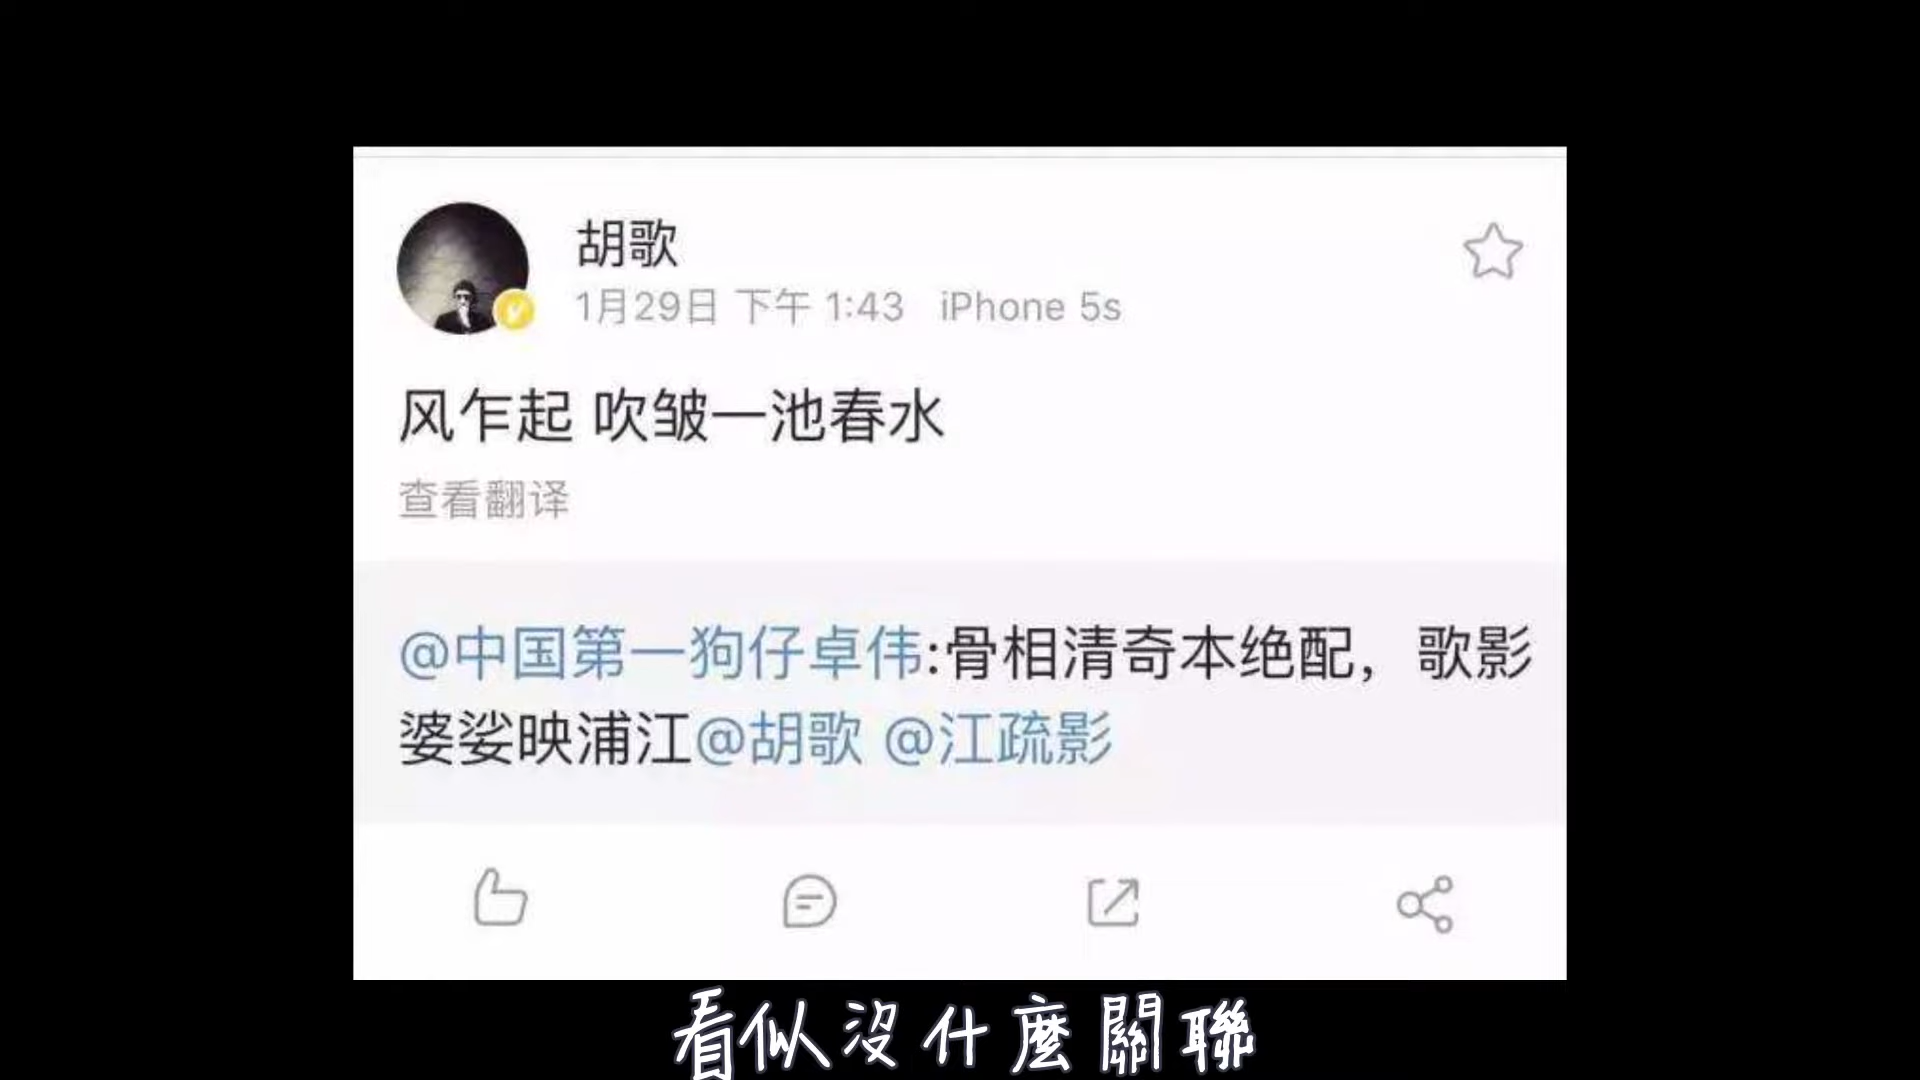 胡歌
1月29日 下午 1:43 iPhone 5s
风乍起 吹皱一池春水
查看翻译
@中国第一狗仔卓伟:骨相清奇本绝配，歌影
婆娑映浦江@胡歌 @江疏影
看似沒什麼關聯